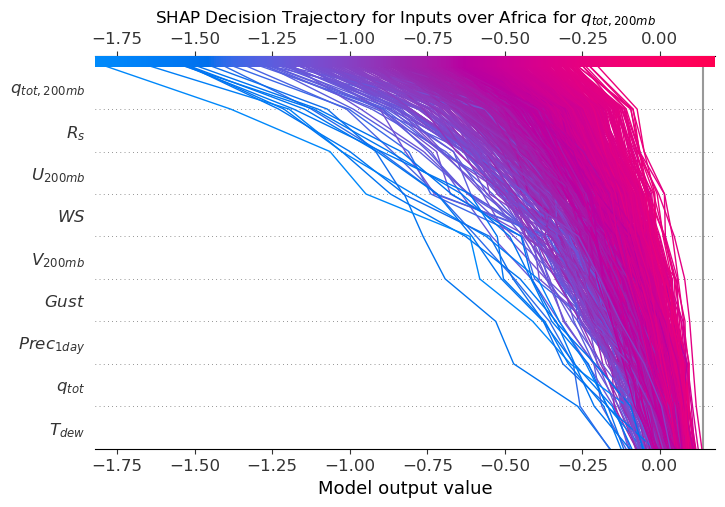 SHAP Decision Trajectory for Inputs over Africa for q_{tot,200mb}
−1.75 −1.50 −1.25 −1.00 −0.75 −0.50 −0.25 0.00
q_{tot,200mb}
R_s
U_{200mb}
WS
V_{200mb}
Gust
Prec_{1day}
q_{tot}
T_{dew}
−1.75 −1.50 −1.25 −1.00 −0.75 −0.50 −0.25 0.00
Model output value